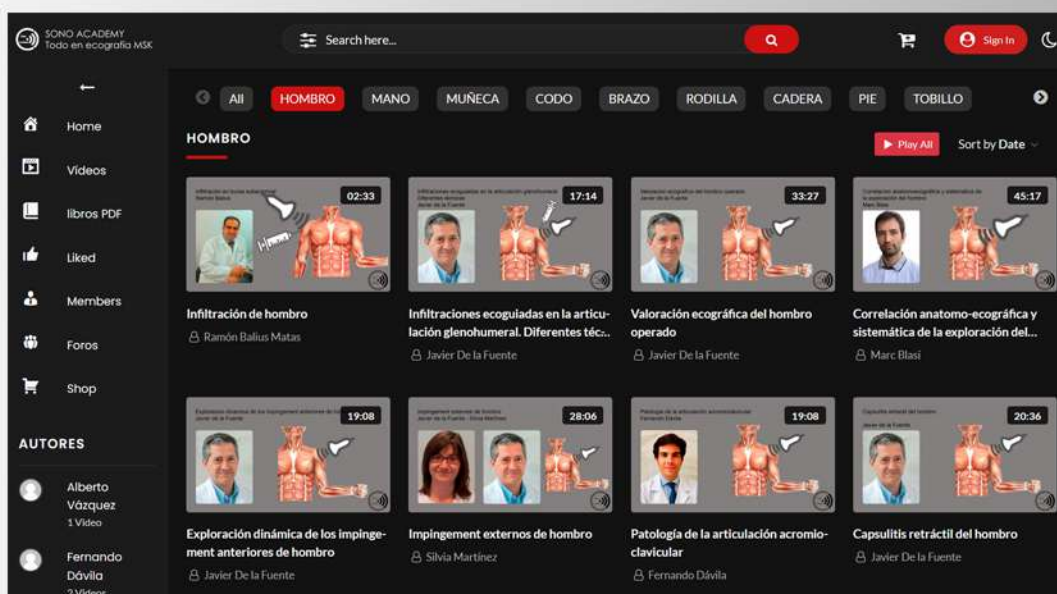 SONO ACADEMY
Todo en ecografía MSK
Search here...
Sign In
All
HOMBRO
MANO
MUÑECA
CODO
BRAZO
RODILLA
CADERA
PIE
TOBILLO
Home
Vídeos
libros PDF
Liked
Members
Foros
Shop
AUTORES
Alberto
Vázquez
1 Video
Fernando
Dávila
2 Videos
HOMBRO
Play All
Sort by Date
02:33
17:14
33:27
45:17
Infiltración de hombro
Ramón Balius Matas
Infiltraciones ecoguiadas en la articu-
lación glenohumeral. Diferentes téc...
Javier De la Fuente
Valoración ecográfica del hombro
operado
Javier De la Fuente
Correlación anatomo-ecográfica y
sistemática de la exploración del...
Marc Blasi
19:08
28:06
19:08
20:36
Exploración dinámica de los impinge-
ment anteriores de hombro
Javier De la Fuente
Impingement externos de hombro
Silvia Martínez
Patología de la articulación acromio-
clavicular
Fernando Dávila
Capsulitis retráctil del hombro
Javier De la Fuente